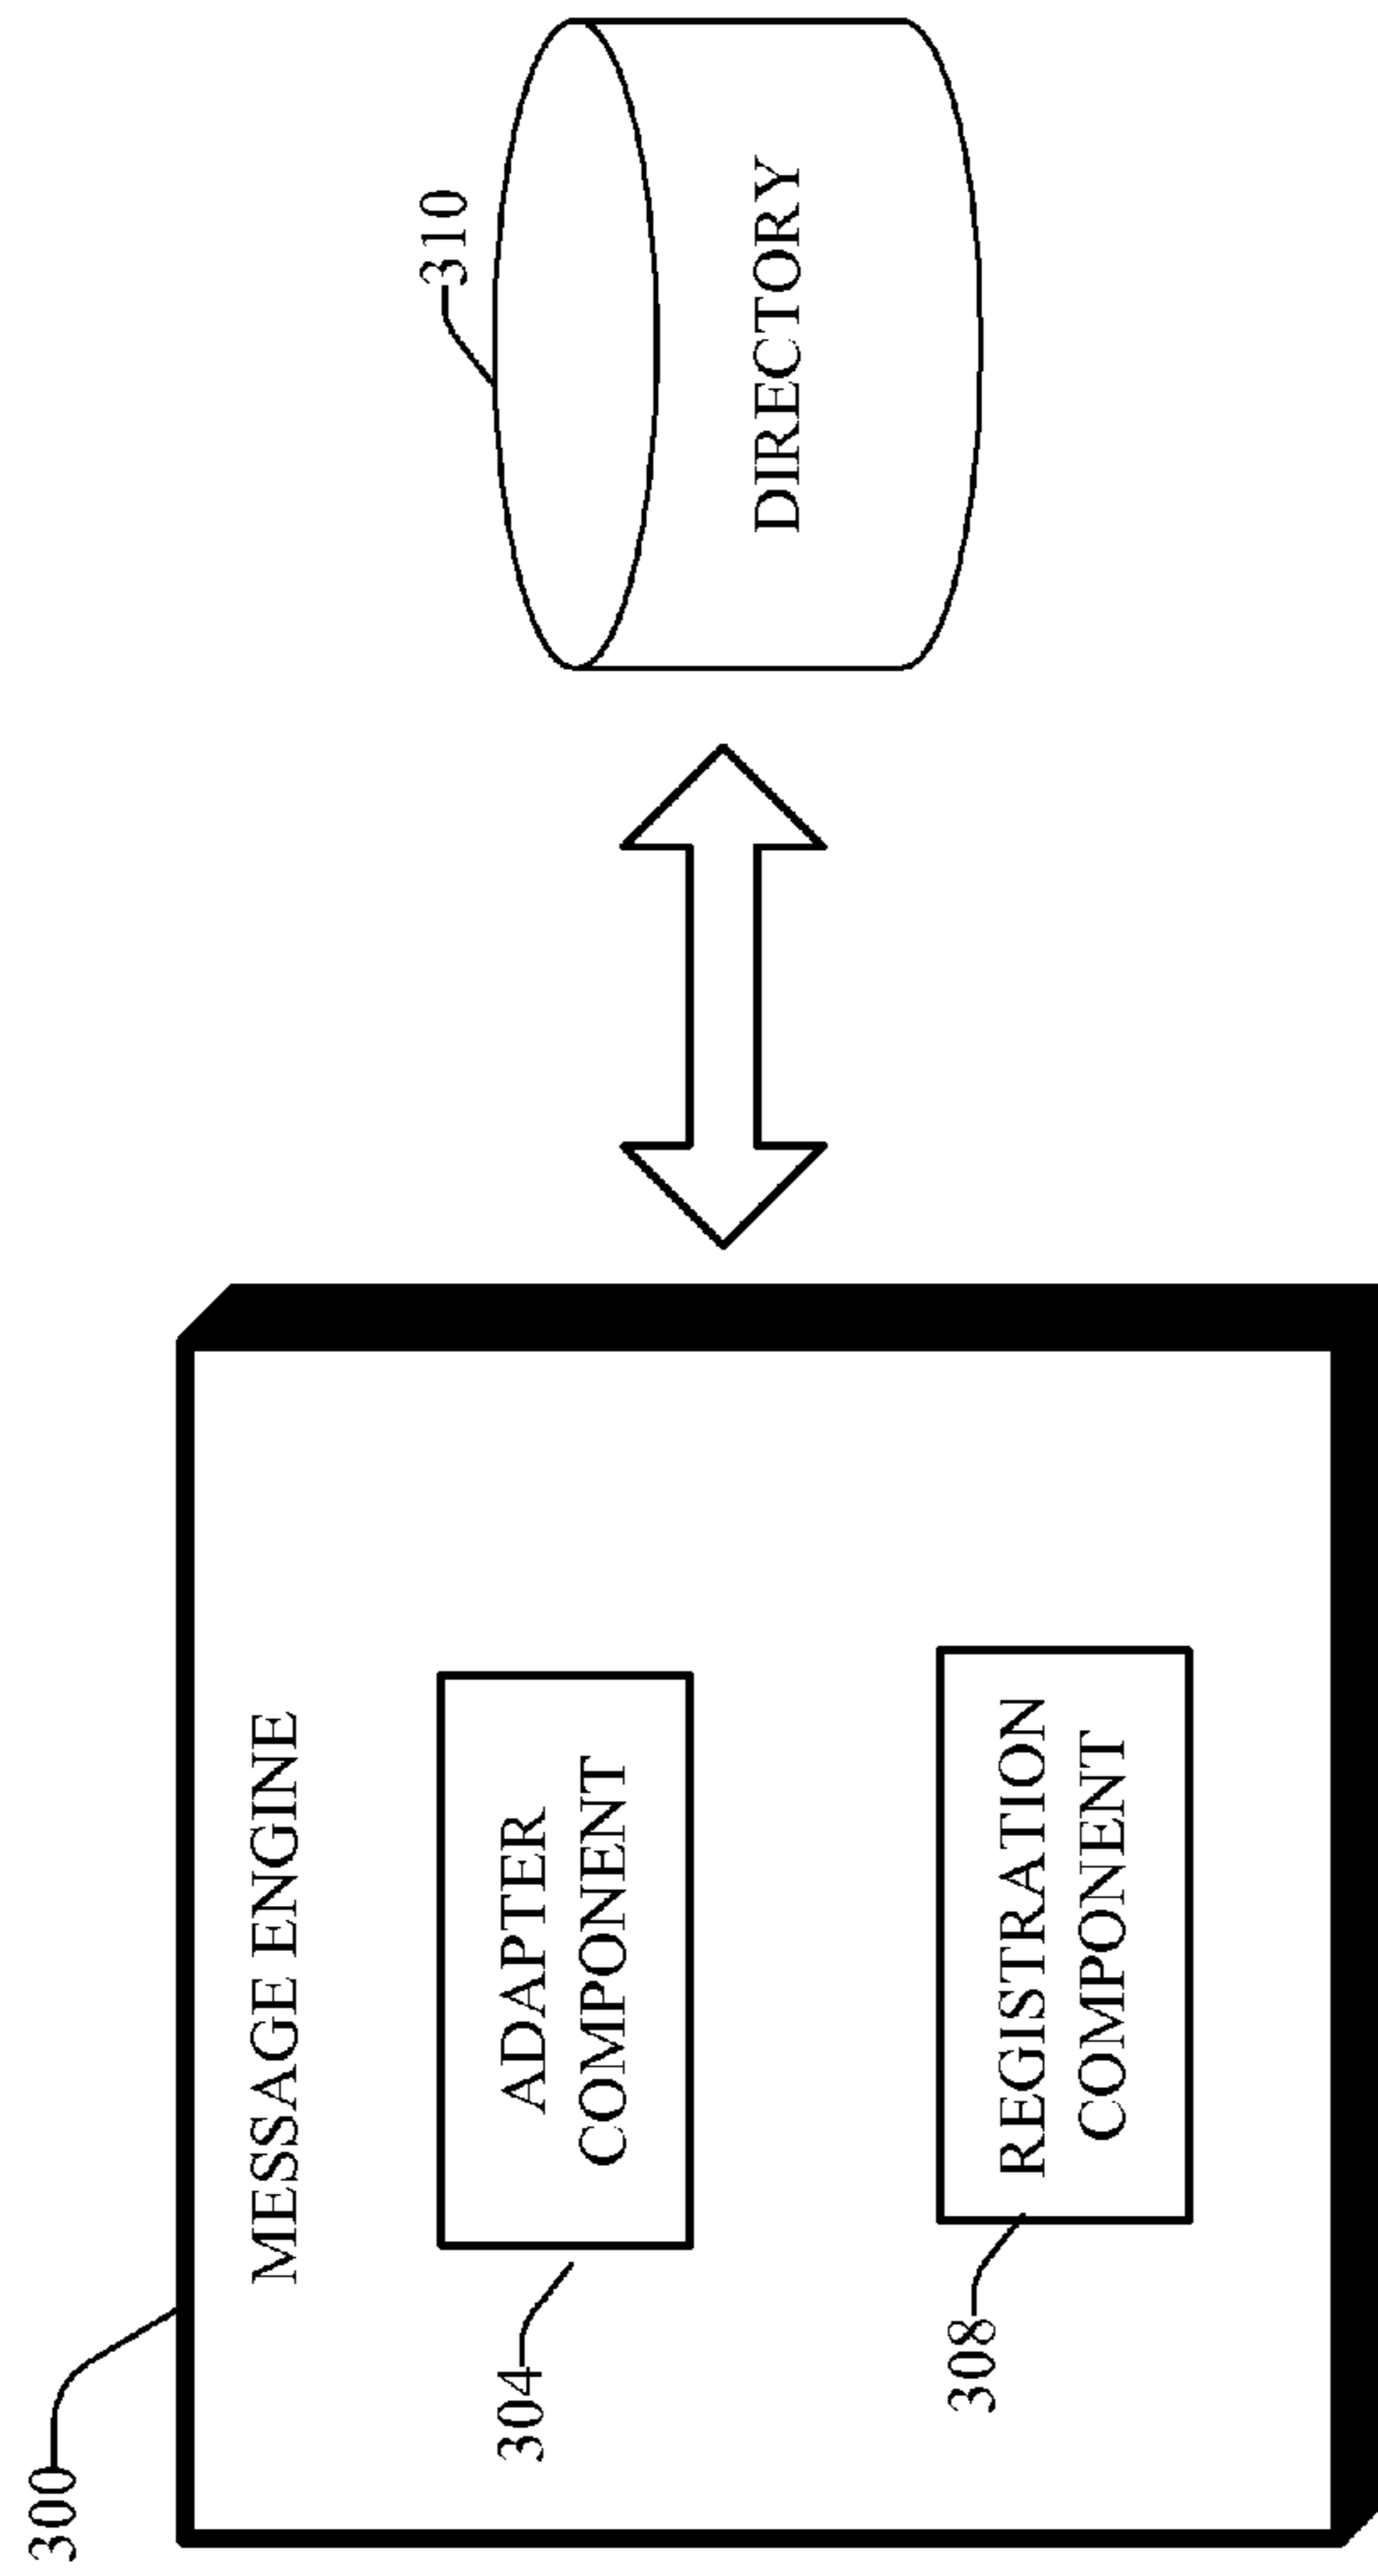 300
MESSAGE ENGINE
304
ADAPTER
COMPONENT
308
REGISTRATION
COMPONENT
310
DIRECTORY